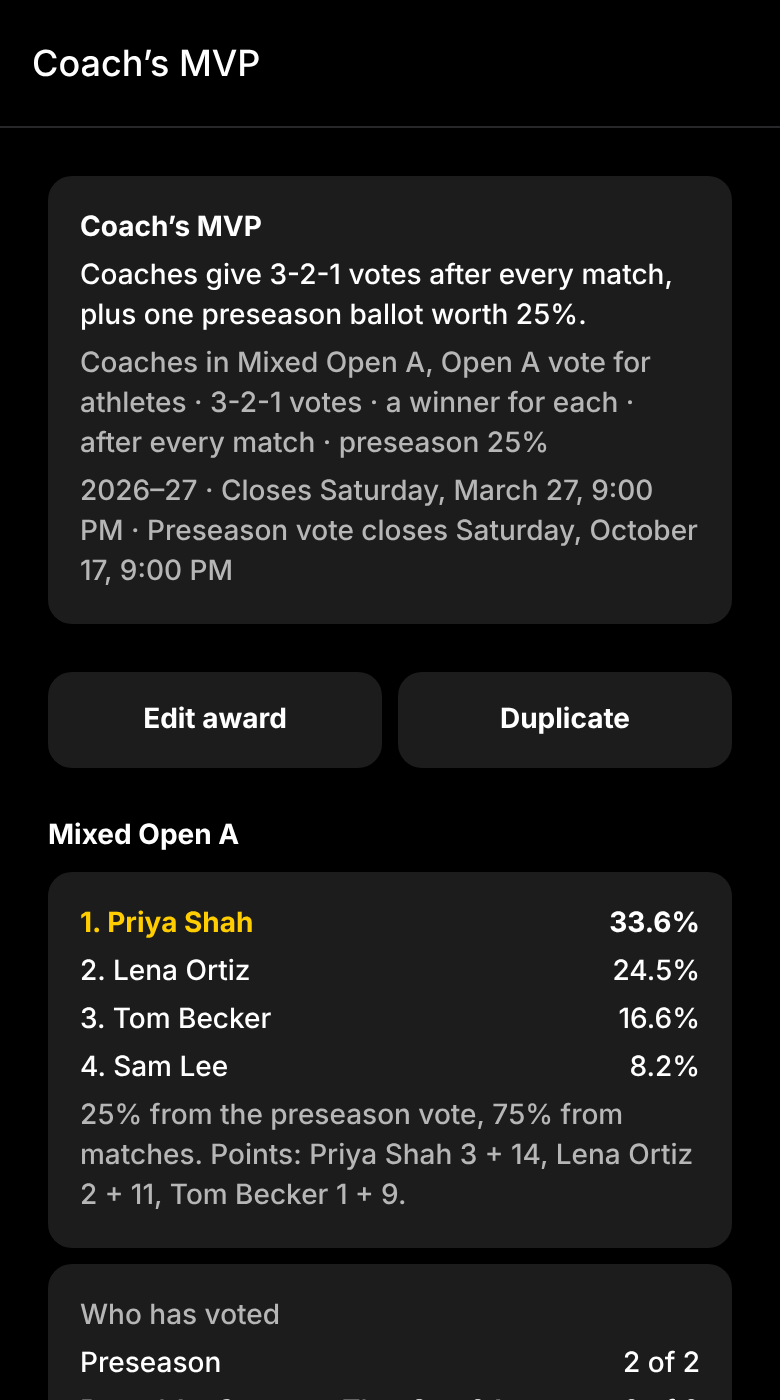 Coach’s MVP
Coach’s MVP
Coaches give 3-2-1 votes after every match,
plus one preseason ballot worth 25%.
Coaches in Mixed Open A, Open A vote for
athletes · 3-2-1 votes · a winner for each ·
after every match · preseason 25%
2026–27 · Closes Saturday, March 27, 9:00
PM · Preseason vote closes Saturday, October
17, 9:00 PM
Edit award
Duplicate
Mixed Open A
1. Priya Shah 33.6%
2. Lena Ortiz 24.5%
3. Tom Becker 16.6%
4. Sam Lee 8.2%
25% from the preseason vote, 75% from
matches. Points: Priya Shah 3 + 14, Lena Ortiz
2 + 11, Tom Becker 1 + 9.
Who has voted
Preseason 2 of 2